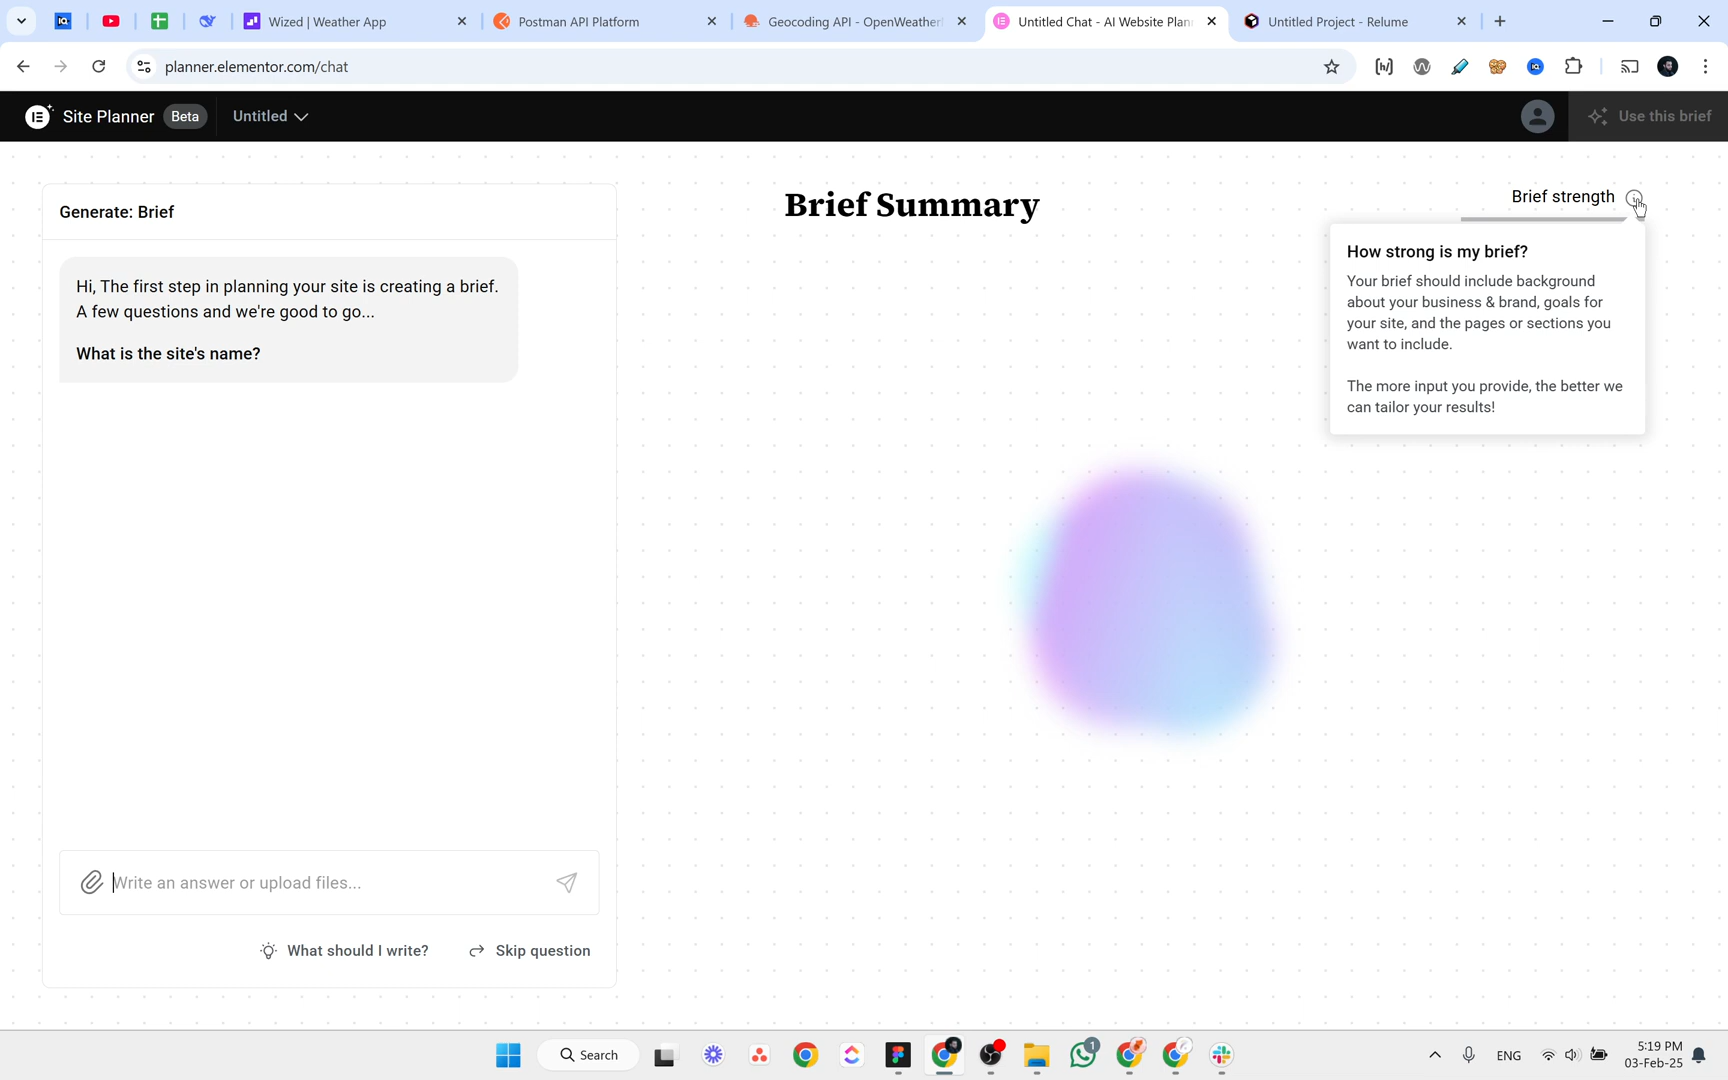 Wized | Weather App
Postman API Platform
Geocoding API - OpenWeather
Untitled Chat - AI Website Plan
Untitled Project - Relume
planner.elementor.com/chat
Site Planner
Beta
Untitled
Use this brief
Generate: Brief
Hi, The first step in planning your site is creating a brief.
A few questions and we're good to go...
What is the site's name?
Write an answer or upload files...
What should I write?
Skip question
Brief Summary
Brief strength
How strong is my brief?
Your brief should include background
about your business & brand, goals for
your site, and the pages or sections you
want to include.
The more input you provide, the better we
can tailor your results!
Search
1
ENG
5:19 PM
03-Feb-25